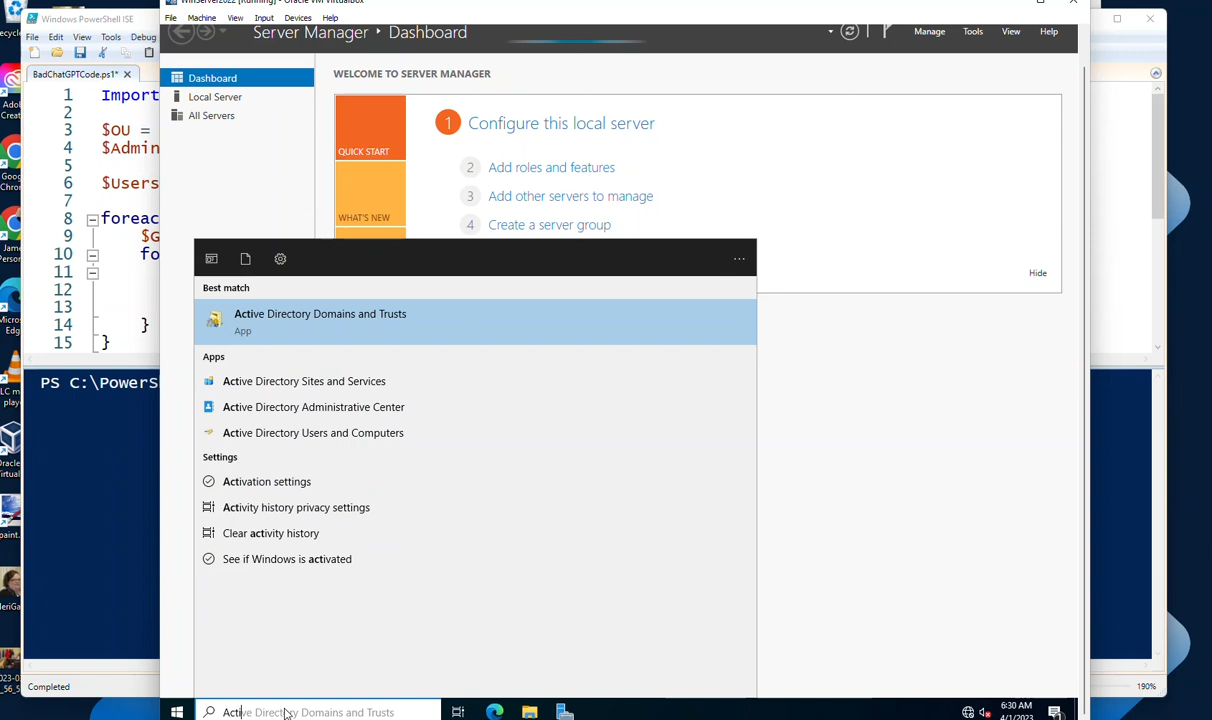 Windows PowerShell ISE
WinServer2022 [Running] - Oracle VM VirtualBox
File Edit View Tools Debug
File Machine View Input Devices Help
Server Manager ‣ Dashboard
Manage Tools View Help
BadChatGPTCode.ps1*
1 Import
2
3 $OU =
4 $Admin
5
6 $Users
7
8 foreac
9 $G
10 fo
11
12
13
14 }
15 }
PS C:\PowerS
Completed
190%
Dashboard
Local Server
All Servers
WELCOME TO SERVER MANAGER
QUICK START
WHAT'S NEW
1 Configure this local server
2 Add roles and features
3 Add other servers to manage
4 Create a server group
Hide
Best match
Active Directory Domains and Trusts
App
Apps
Active Directory Sites and Services
Active Directory Administrative Center
Active Directory Users and Computers
Settings
Activation settings
Activity history privacy settings
Clear activity history
See if Windows is activated
Active Directory Domains and Trusts
6:30 AM
4/1/2023